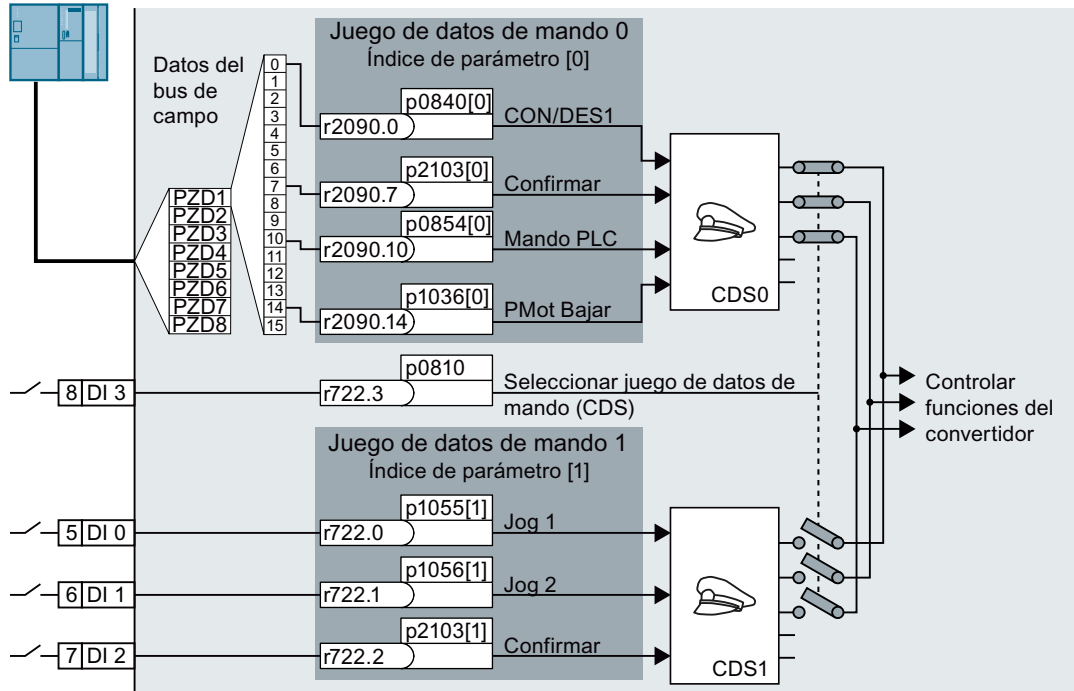 Juego de datos de mando 0
Índice de parámetro [0]
Datos del
bus de
campo
0
1
2
3
4
5
6
7
8
9
10
11
12
13
14
15
PZD1
PZD2
PZD3
PZD4
PZD5
PZD6
PZD7
PZD8
p0840[0]
r2090.0
CON/DES1
p2103[0]
r2090.7
Confirmar
p0854[0]
r2090.10
Mando PLC
p1036[0]
r2090.14
PMot Bajar
CDS0
8 DI 3
p0810
r722.3
Seleccionar juego de datos de
mando (CDS)
Controlar
funciones del
convertidor
Juego de datos de mando 1
Índice de parámetro [1]
5 DI 0
p1055[1]
r722.0
Jog 1
6 DI 1
p1056[1]
r722.1
Jog 2
7 DI 2
p2103[1]
r722.2
Confirmar
CDS1